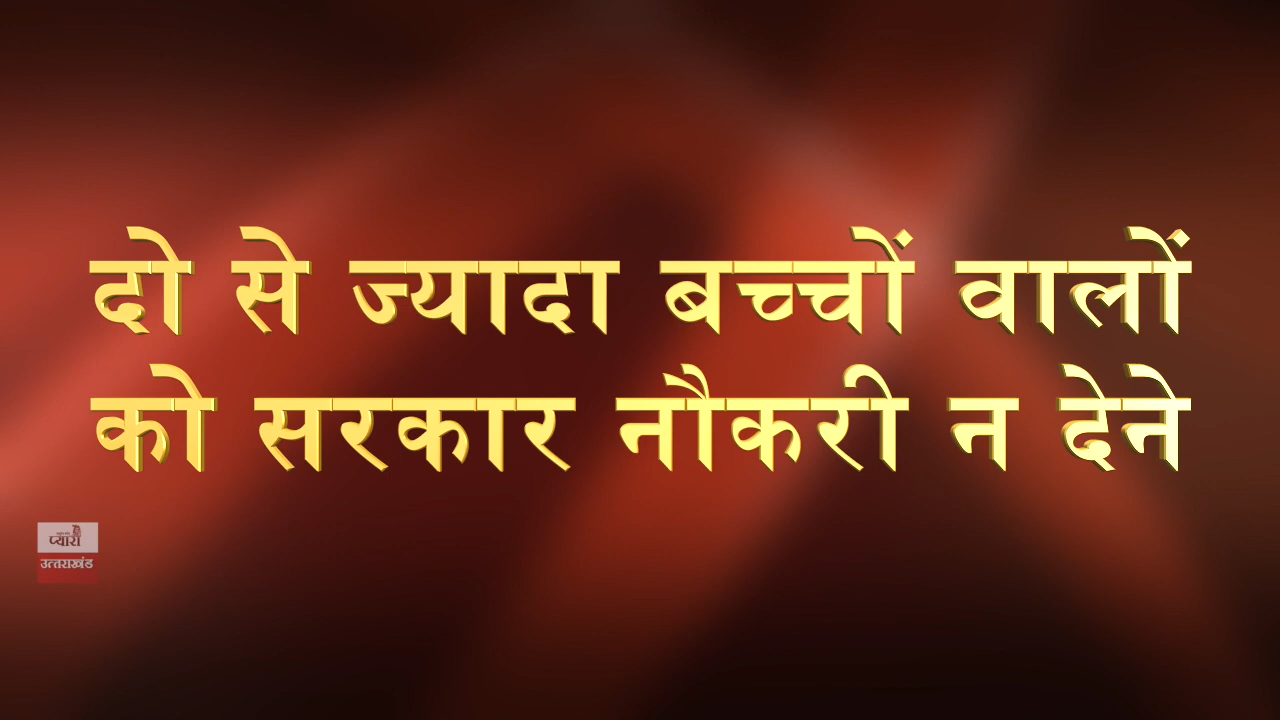 दो से ज्यादा बच्चों वालों
को सरकार नौकरी न देने
प्यारो
उत्तराखंड